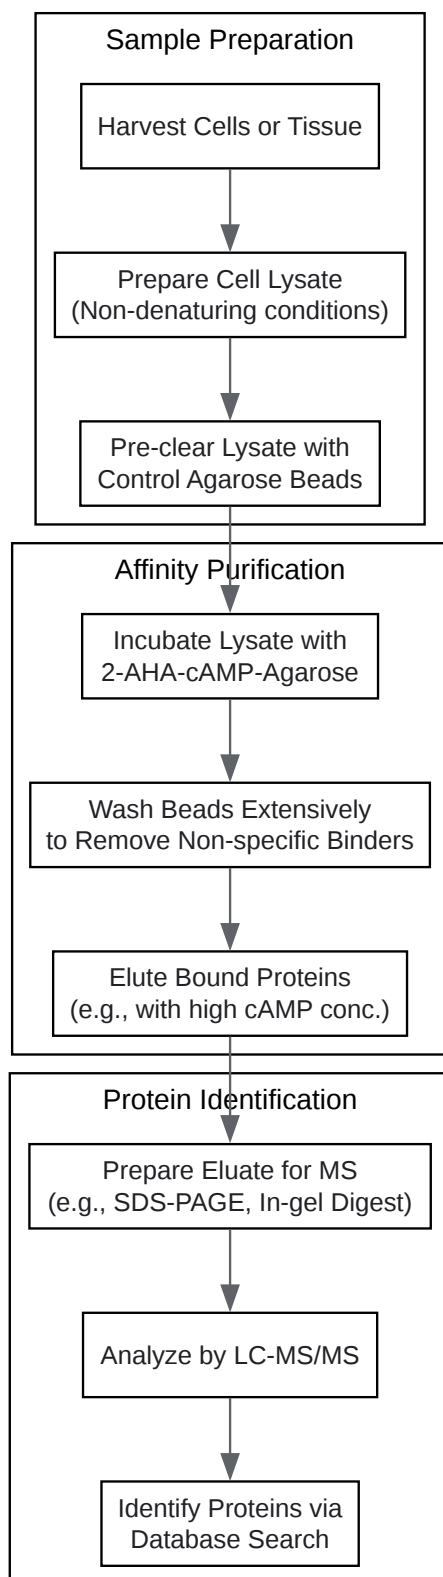 Sample Preparation
Harvest Cells or Tissue
Prepare Cell Lysate
(Non-denaturing conditions)
Pre-clear Lysate with
Control Agarose Beads
Affinity Purification
Incubate Lysate with
2-AHA-cAMP-Agarose
Wash Beads Extensively
to Remove Non-specific Binders
Elute Bound Proteins
(e.g., with high cAMP conc.)
Protein Identification
Prepare Eluate for MS
(e.g., SDS-PAGE, In-gel Digest)
Analyze by LC-MS/MS
Identify Proteins via
Database Search